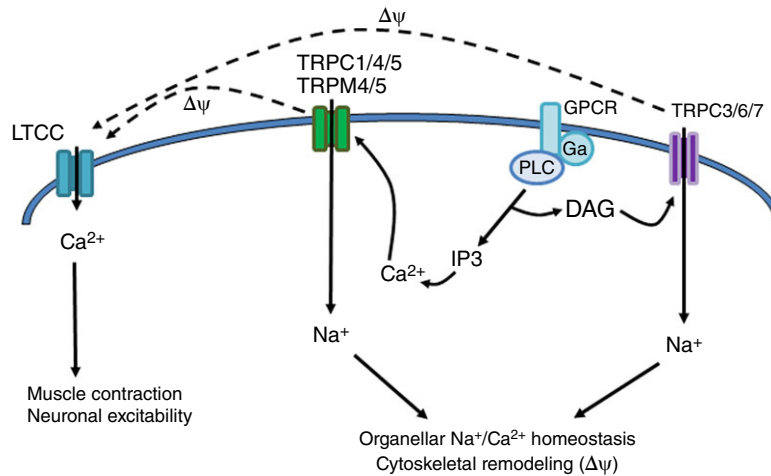 Δψ
TRPC1/4/5
TRPM4/5
Δψ
GPCR
TRPC3/6/7
LTCC
Ga
PLC
DAG
Ca²⁺
IP3
Ca²⁺
Na⁺
Na⁺
Muscle contraction
Neuronal excitability
Organellar Na⁺/Ca²⁺ homeostasis
Cytoskeletal remodeling (Δψ)